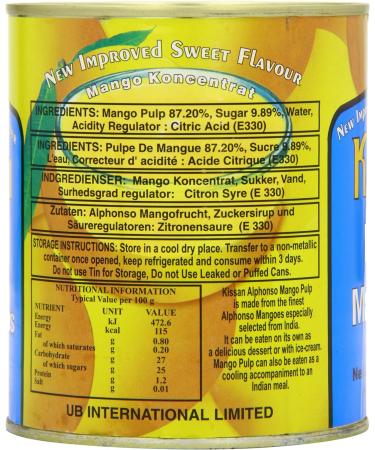 New Improved Sweet Flavour
Mango Koncentrat
INGREDIENTS: Mango Pulp 87.20%, Sugar 9.89%, Water,
Acidity Regulator : Citric Acid (E330)
INGREDIENTS: Pulpe De Mangue 87.20%, Sucre 9.89%,
L'eau, Correcteur d' acidité : Acide Citrique (E330)
INGDREDIENSER: Mango Koncentral, Sukker, Vand,
Surhedsgrad regulator: Citron Syre (E 330)
Zutaten: Alphonso Mangofrucht, Zuckersirup und
Säureregulatoren: Zitronensaure (E 330)
STORAGE INSTRUCTIONS: Store in a cool dry place. Transfer to a non-metallic
container once opened, keep refrigerated and consume within 3 days.
Do not use Tin for Storage, Do not Use Leaked or Puffed Cans.
NUTRITIONAL INFORMATION
Typical Value per 100 g
NUTRIENT UNIT VALUE
Energy kJ 472.6
Energy kcal 115
Fat g 0.80
of which saturates g 0.20
Carbohydrate g 27
of which sugars g 25
Protein g 1.2
Salt g 0.01
Kissan Alphonso Mango Pulp
is made from the finest
Alphonso Mangoes especially
selected from India.
It can be eaten on its own as
a delicious dessert or with ice-cream.
Mango Pulp can also be eaten as a
cooling accompaniment to an
Indian meal.
UB INTERNATIONAL LIMITED
New Impro
K
M
Ne
s